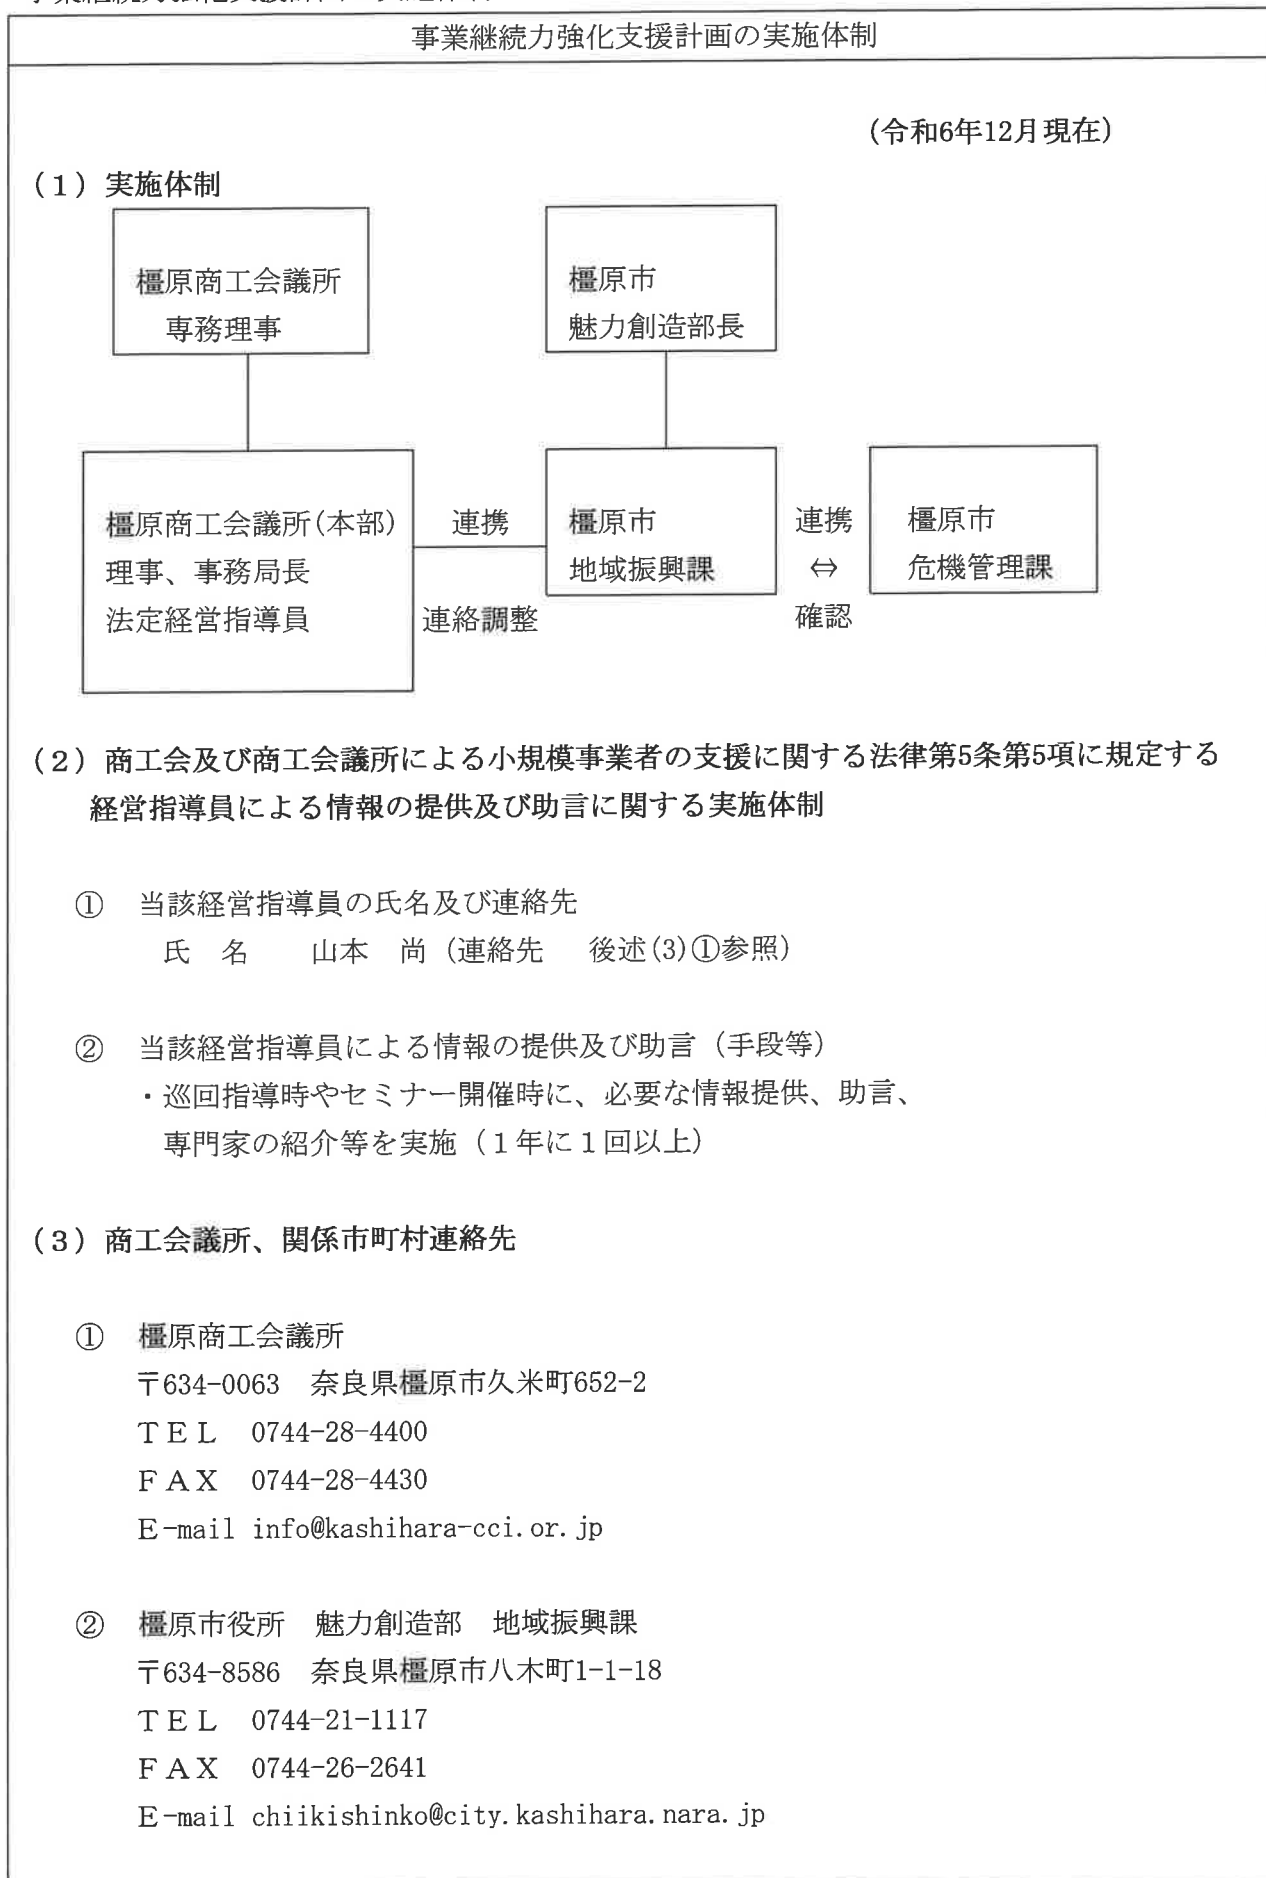 事業継続力強化支援計画の実施体制
(令和6年12月現在)
(1) 実施体制
橿原商工会議所
専務理事
橿原市
魅力創造部長
橿原商工会議所(本部)
理事、事務局長
法定経営指導員
連携
連絡調整
橿原市
地域振興課
連携
⇔
確認
橿原市
危機管理課
(2) 商工会及び商工会議所による小規模事業者の支援に関する法律第5条第5項に規定する
経営指導員による情報の提供及び助言に関する実施体制
① 当該経営指導員の氏名及び連絡先
氏 名 山本 尚 (連絡先 後述(3)①参照)
② 当該経営指導員による情報の提供及び助言 (手段等)
・巡回指導時やセミナー開催時に、必要な情報提供、助言、
専門家の紹介等を実施 (1年に1回以上)
(3) 商工会議所、関係市町村連絡先
① 橿原商工会議所
〒634-0063 奈良県橿原市久米町652-2
TEL 0744-28-4400
FAX 0744-28-4430
E-mail info@kashihara-cci.or.jp
② 橿原市役所 魅力創造部 地域振興課
〒634-8586 奈良県橿原市八木町1-1-18
TEL 0744-21-1117
FAX 0744-26-2641
E-mail chiikishinko@city.kashihara.nara.jp